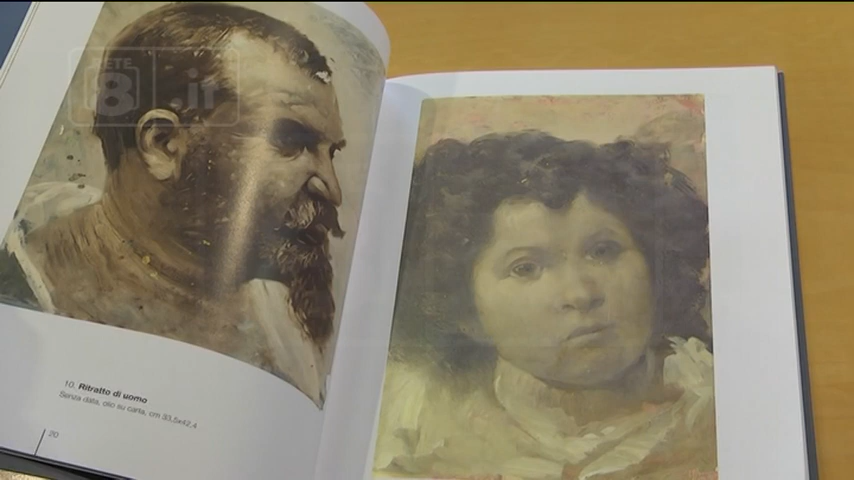 RETE
8 .it
10. Ritratto di uomo
Senza data, olio su carta, cm 33,5x42,4
20